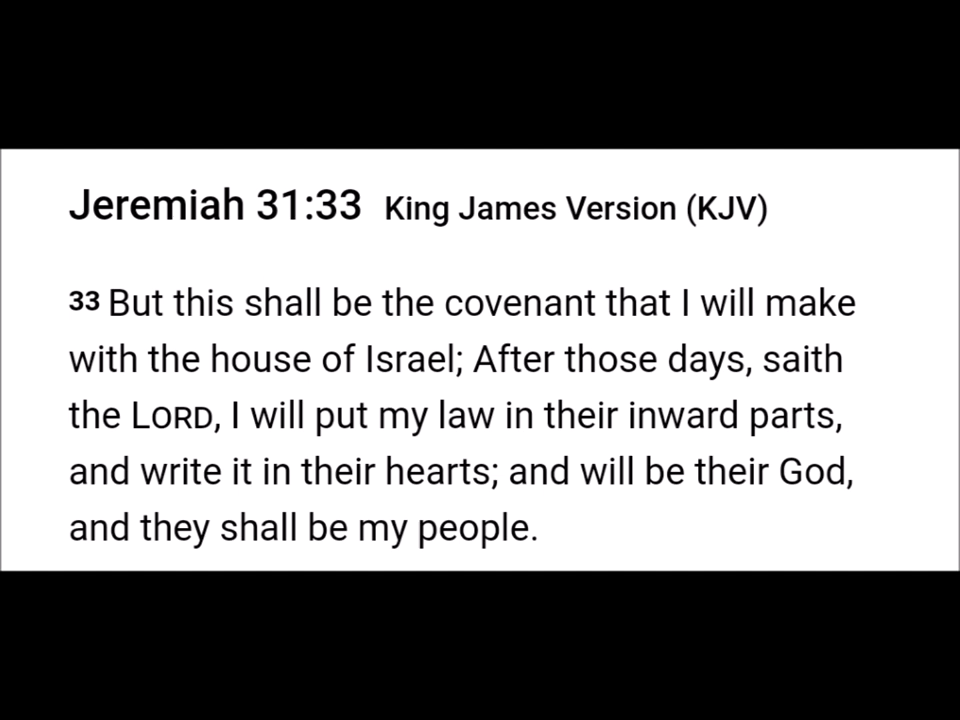 Jeremiah 31:33 King James Version (KJV)
33 But this shall be the covenant that I will make
with the house of Israel; After those days, saith
the LORD, I will put my law in their inward parts,
and write it in their hearts; and will be their God,
and they shall be my people.